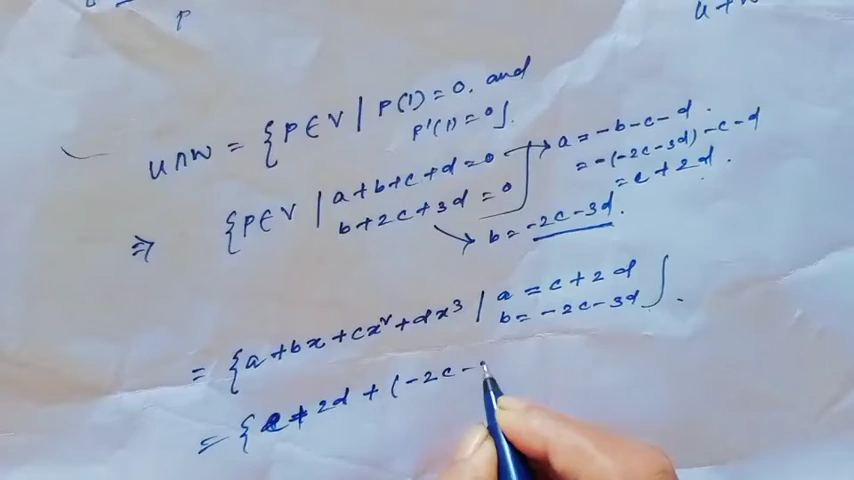 P
U∩W = {P∈V | P(1)=0. and
P'(1)=0}.
⇒ {P∈V | a+b+c+d=0 → a=-b-c-d.
b+2c+3d=0
=-(-2c-3d)-c-d
=c+2d.
→ b=-2c-3d.
= {a+bx+cx²+dx³ | a=c+2d
b=-2c-3d}.
= {c+2d+(-2c-